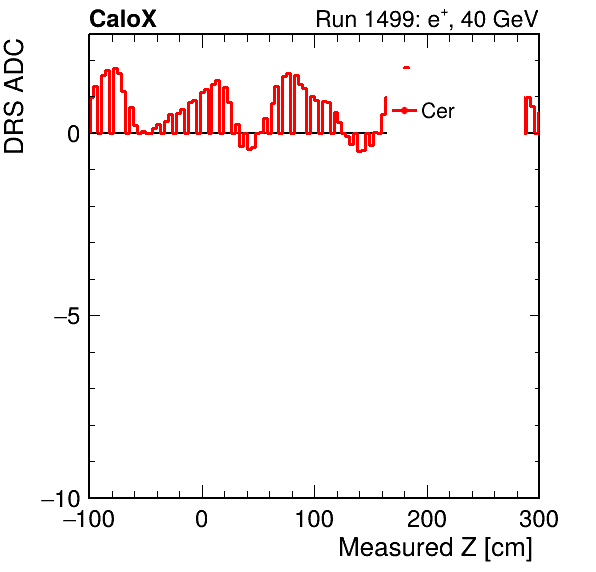 CaloX Run 1499: e⁺, 40 GeV
DRS ADC
Cer
0
−5
−10
−100 0 100 200 300
Measured Z [cm]